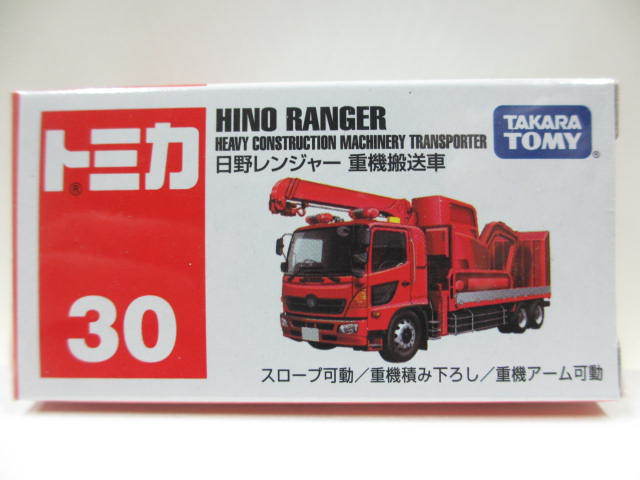 トミカ
®
30
HINO RANGER
HEAVY CONSTRUCTION MACHINERY TRANSPORTER
日野レンジャー 重機搬送車
TAKARA
TOMY
®
スロープ可動／重機積み下ろし／重機アーム可動